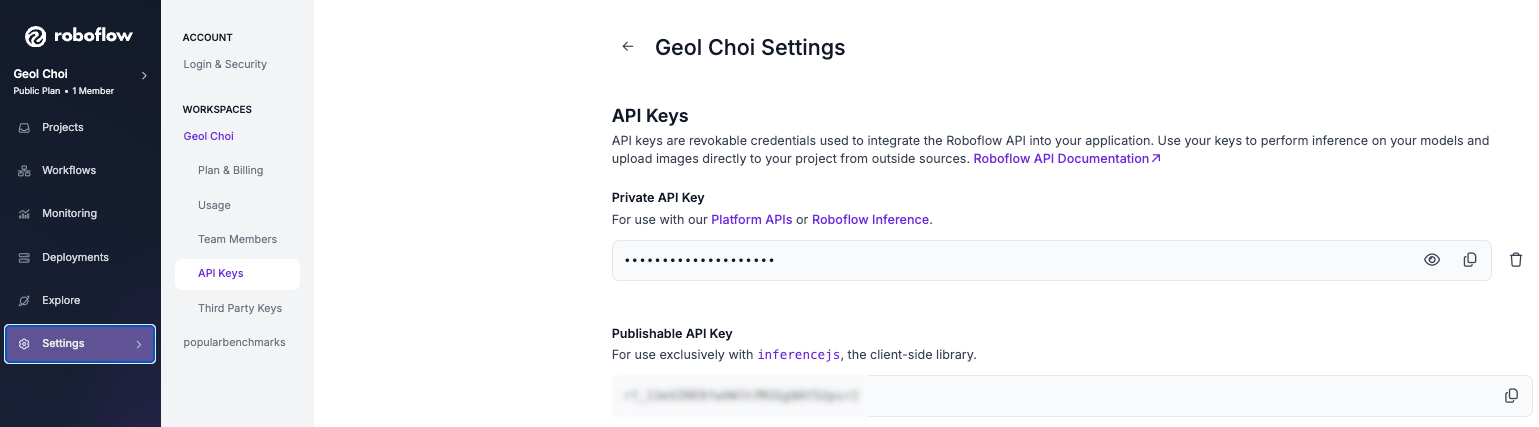 roboflow
Geol Choi
Public Plan • 1 Member
Projects
Workflows
Monitoring
Deployments
Explore
Settings
ACCOUNT
Login & Security
WORKSPACES
Geol Choi
Plan & Billing
Usage
Team Members
API Keys
Third Party Keys
popularbenchmarks
Geol Choi Settings
API Keys
API keys are revokable credentials used to integrate the Roboflow API into your application. Use your keys to perform inference on your models and
upload images directly to your project from outside sources. Roboflow API Documentation
Private API Key
For use with our Platform APIs or Roboflow Inference.
••••••••••••••••••••
Publishable API Key
For use exclusively with inferencejs, the client-side library.